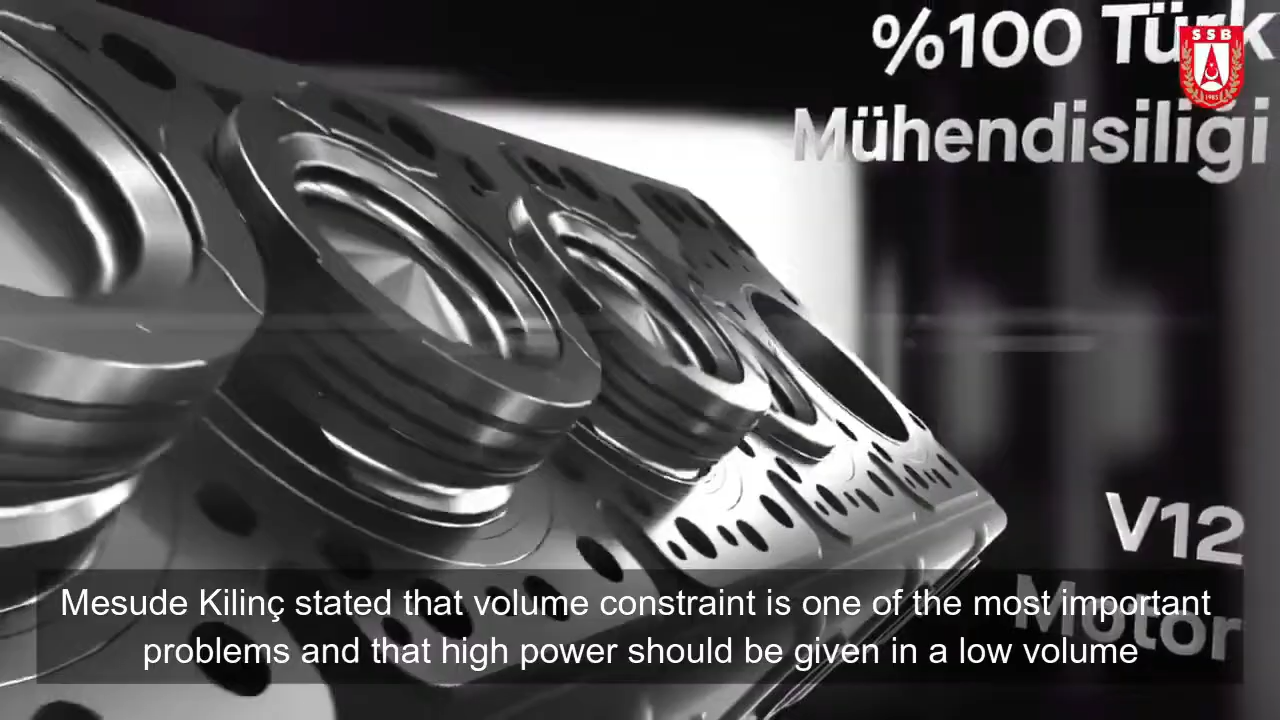 %100 Türk
SSB
1985
Mühendisiliği
V12
Motor
Mesude Kilinç stated that volume constraint is one of the most important
problems and that high power should be given in a low volume